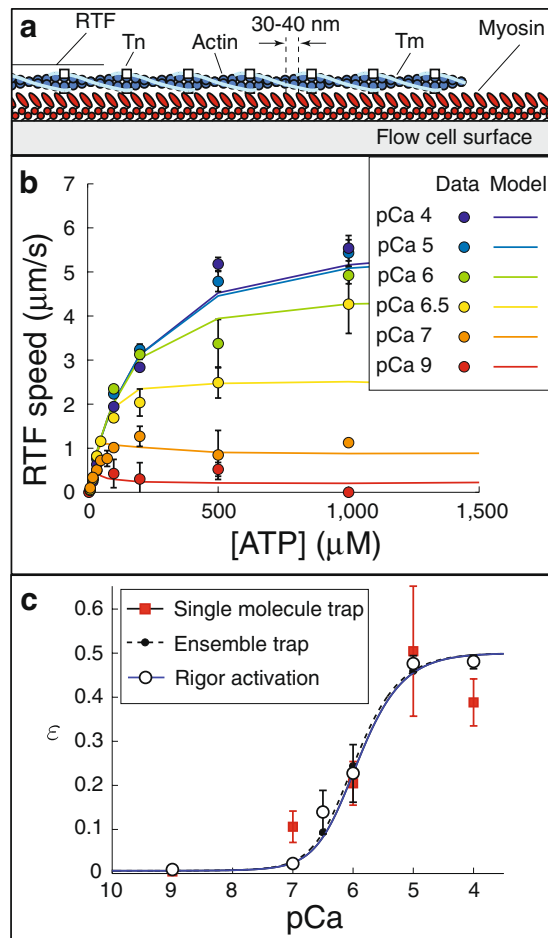 a
30-40 nm
RTF
Tn
Actin
Tm
Myosin
Flow cell surface
b
7
6
5
4
3
2
1
0
RTF speed (μm/s)
0
500
1,000
1,500
[ATP] (μM)
Data Model
pCa 4
pCa 5
pCa 6
pCa 6.5
pCa 7
pCa 9
c
0.6
0.5
0.4
0.3
0.2
0.1
0
Single molecule trap
Ensemble trap
Rigor activation
10
9
8
7
6
5
4
pCa